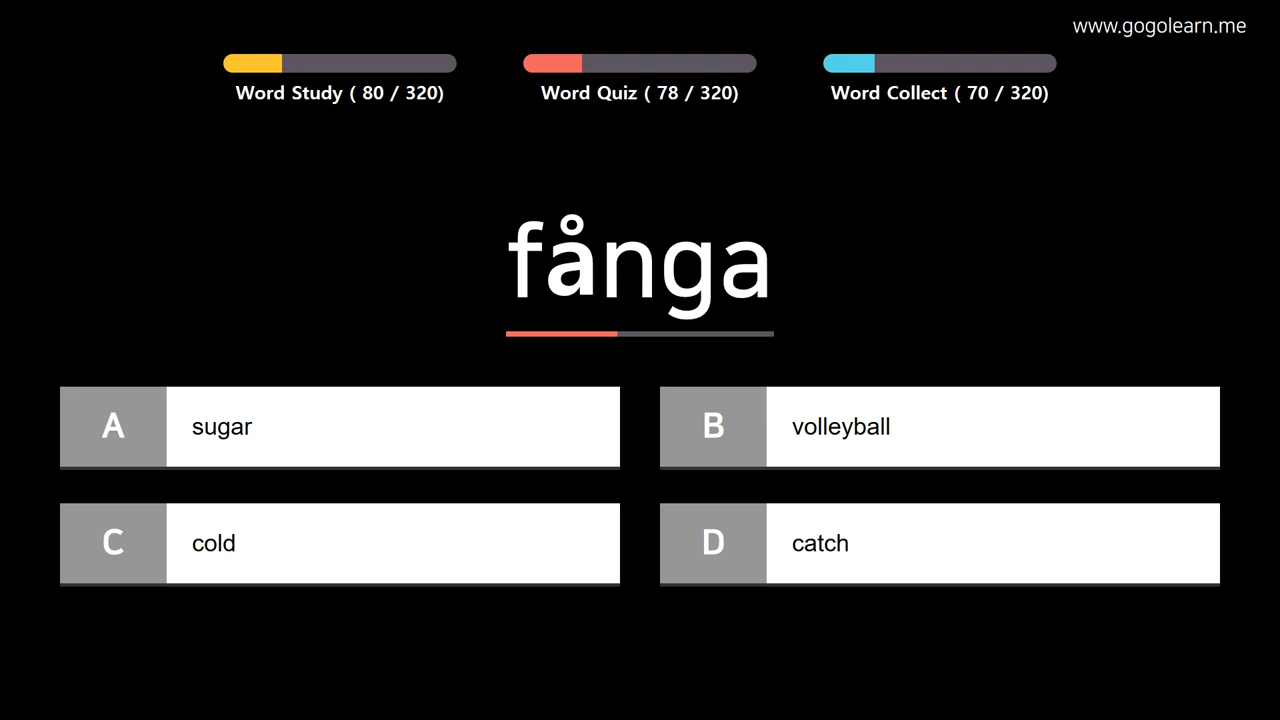 www.gogolearn.me
Word Study ( 80 / 320)
Word Quiz ( 78 / 320)
Word Collect ( 70 / 320)
fånga
A sugar
B volleyball
C cold
D catch